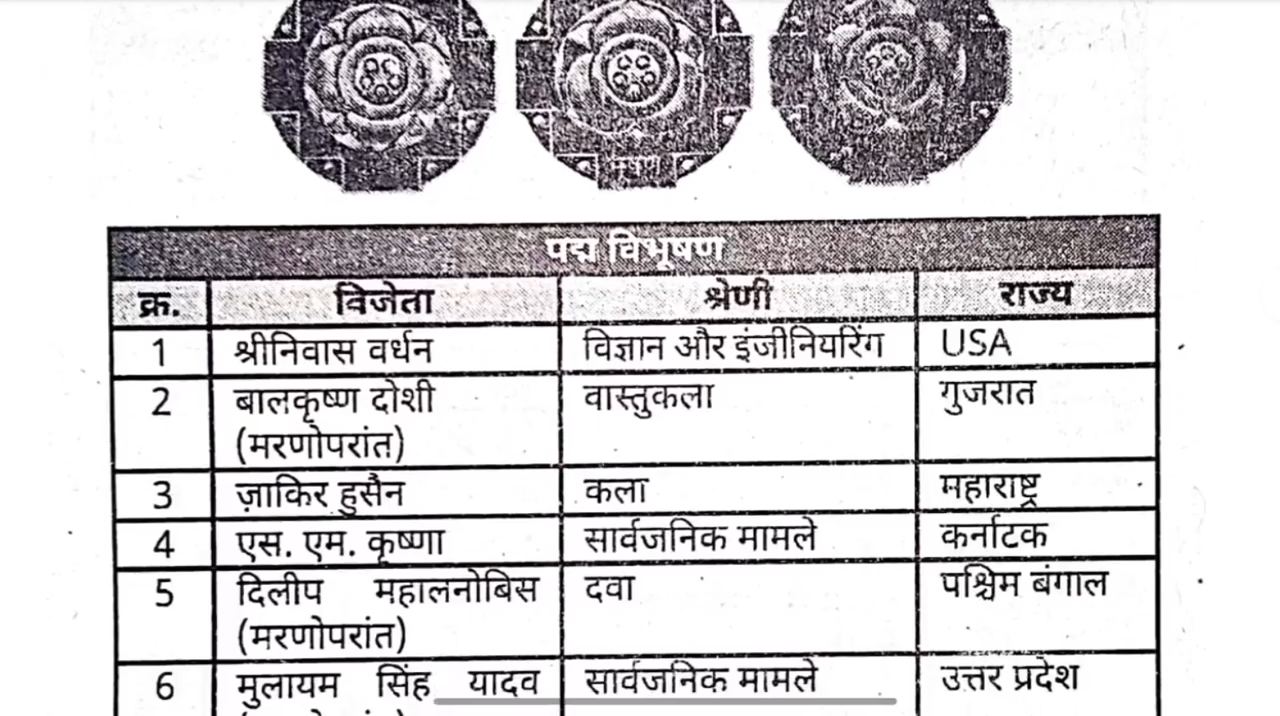 भूषण
पद्म विभूषण
क्र. विजेता श्रेणी राज्य
1 श्रीनिवास वर्धन विज्ञान और इंजीनियरिंग USA
2 बालकृष्ण दोशी वास्तुकला गुजरात
(मरणोपरांत)
3 ज़ाकिर हुसैन कला महाराष्ट्र
4 एस. एम. कृष्णा सार्वजनिक मामले कर्नाटक
5 दिलीप महालनोबिस दवा पश्चिम बंगाल
(मरणोपरांत)
6 मुलायम सिंह यादव सार्वजनिक मामले उत्तर प्रदेश